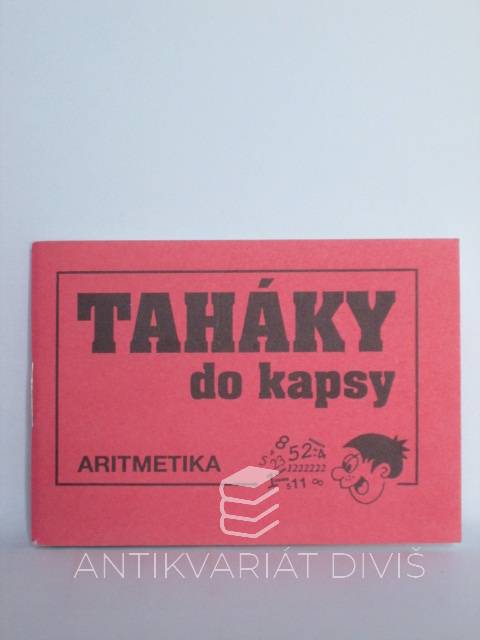 TAHÁKY
do kapsy
ARITMETIKA
ANTIKVARIÁT DIVIŠ